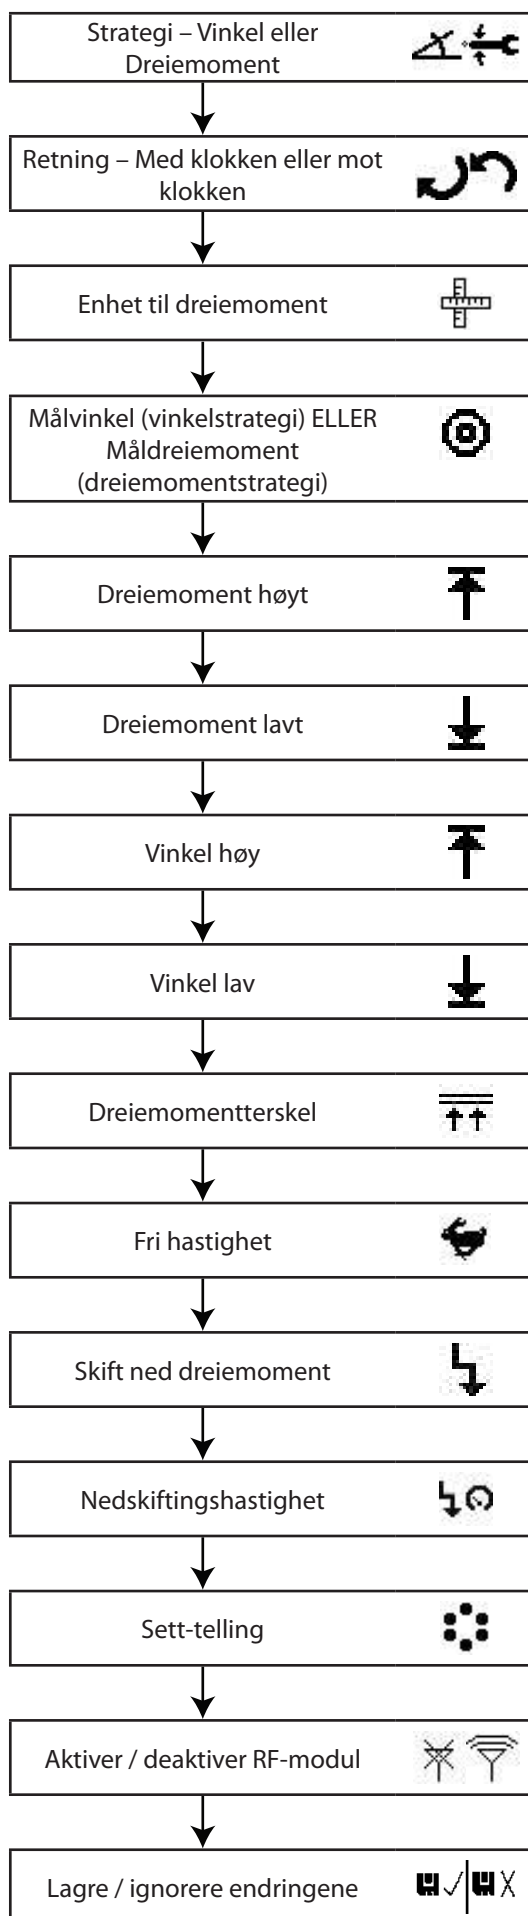 Strategi – Vinkel eller
Dreiemoment
Retning – Med klokken eller mot
klokken
Enhet til dreiemoment
Målvinkel (vinkelstrategi) ELLER
Måldreiemoment
(dreiemomentstrategi)
Dreiemoment høyt
Dreiemoment lavt
Vinkel høy
Vinkel lav
Dreiemomentterskel
Fri hastighet
Skift ned dreiemoment
Nedskiftingshastighet
Sett-telling
Aktiver / deaktiver RF-modul
Lagre / ignorere endringene